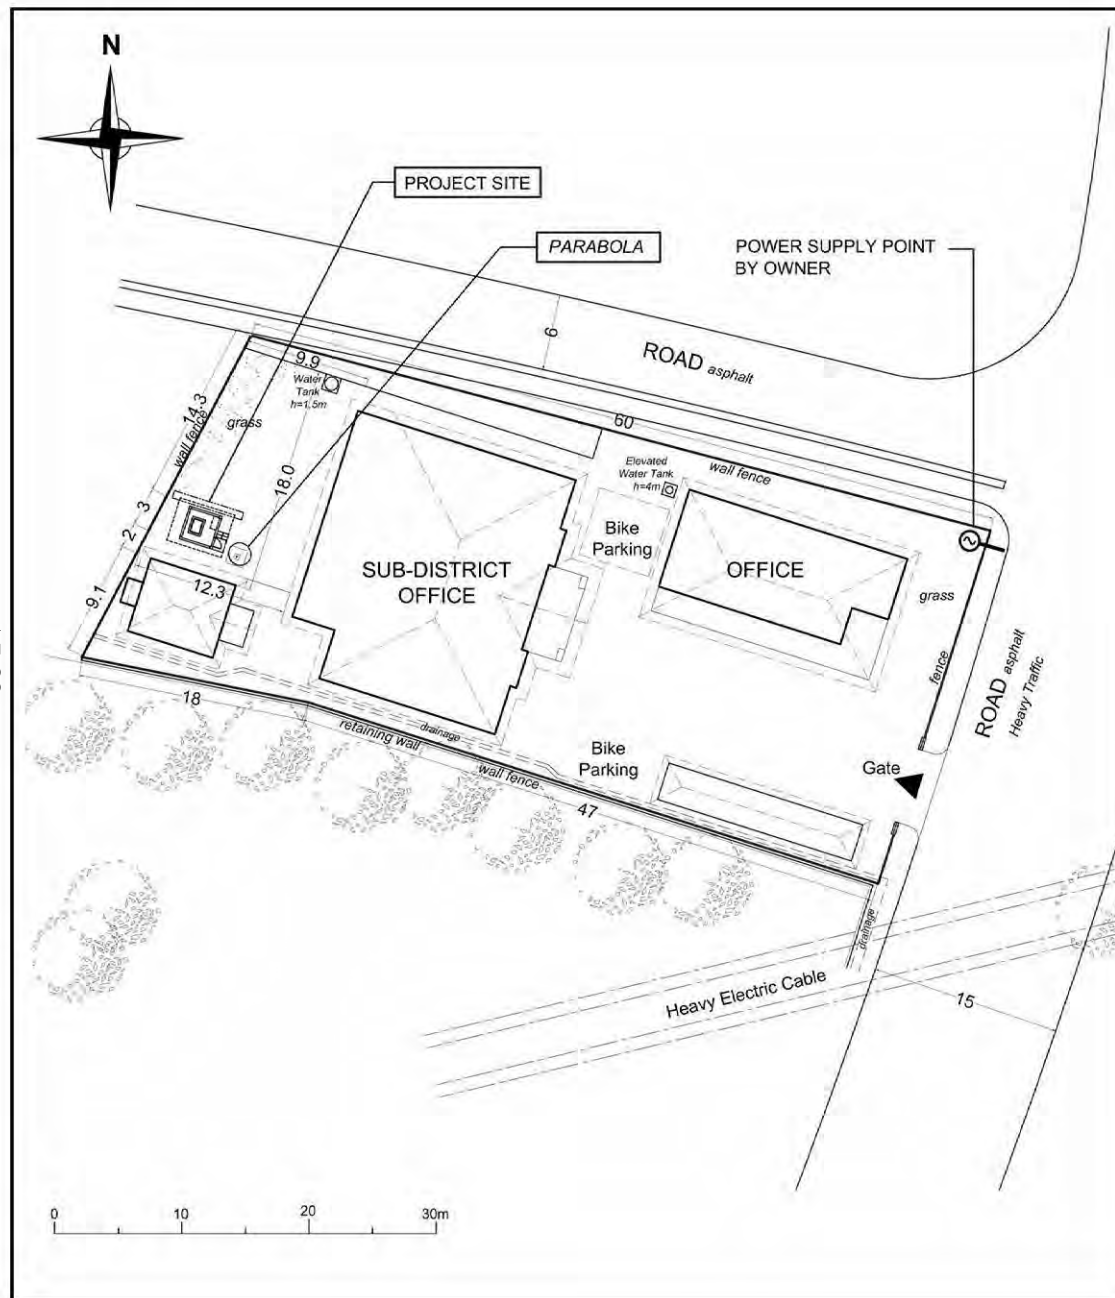 N
PROJECT SITE
PARABOLA
POWER SUPPLY POINT
BY OWNER
6
ROAD asphalt
9.9
Water
Tank
h=1.5m
14.3
wall fence
grass
60
wall fence
18.0
Elevated
Water Tank
h=4m
3
2
Bike
Parking
SUB-DISTRICT
OFFICE
OFFICE
12.3
9.1
grass
fence
ROAD asphalt
Heavy Traffic
18
retaining wall
drainage
wall fence
Bike
Parking
Gate
47
drainage
Heavy Electric Cable
15
0
10
20
30m